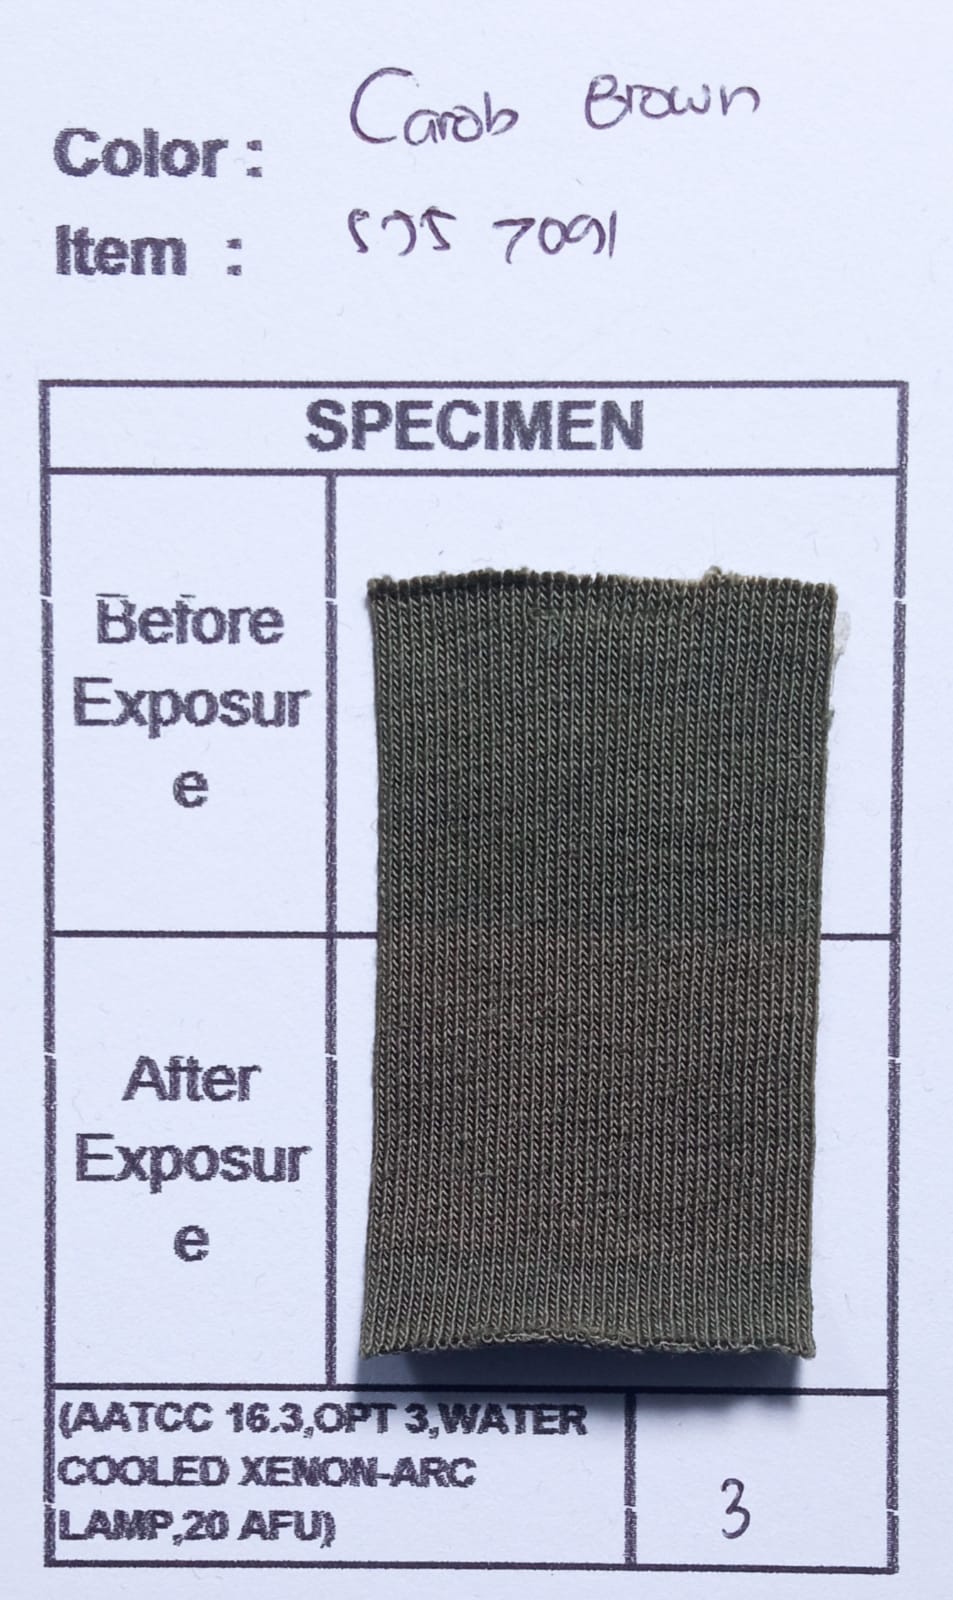 Color : Carob Brown
Item : 535 7091
SPECIMEN
Before
Exposur
e
After
Exposur
e
(AATCC 16.3,OPT 3,WATER
COOLED XENON-ARC
LAMP,20 AFU)
3